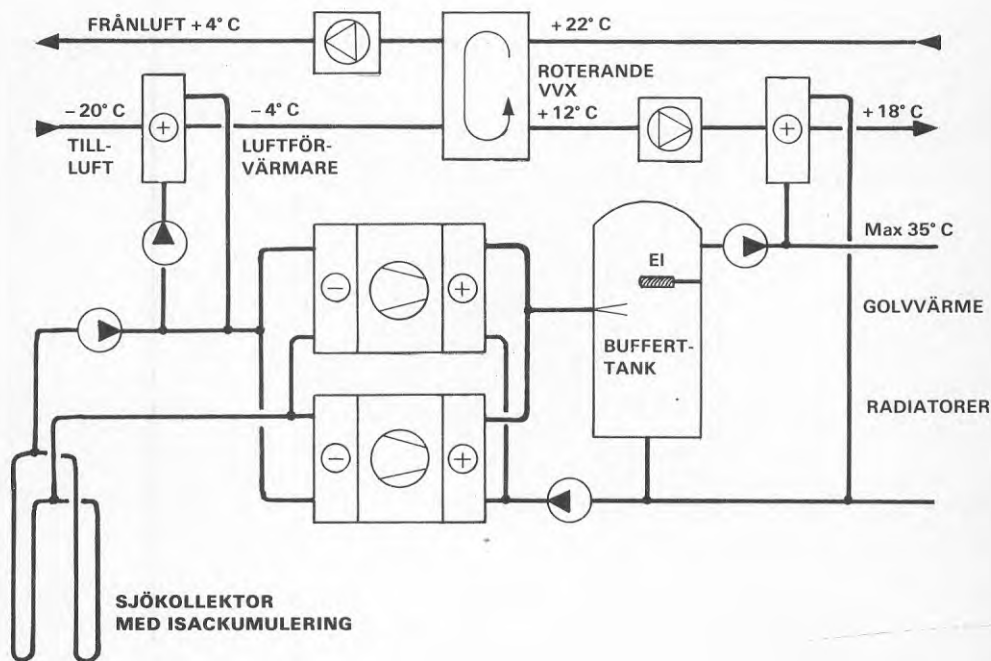 FRÅNLUFT +4° C
+22° C
ROTERANDE
VVX
−20° C
−4° C
+12° C
+18° C
TILL-
LUFT
LUFTFÖR-
VÄRMARE
Max 35° C
El
GOLVVÄRME
BUFFERT-
TANK
RADIATORER
SJÖKOLLEKTOR
MED ISACKUMULERING